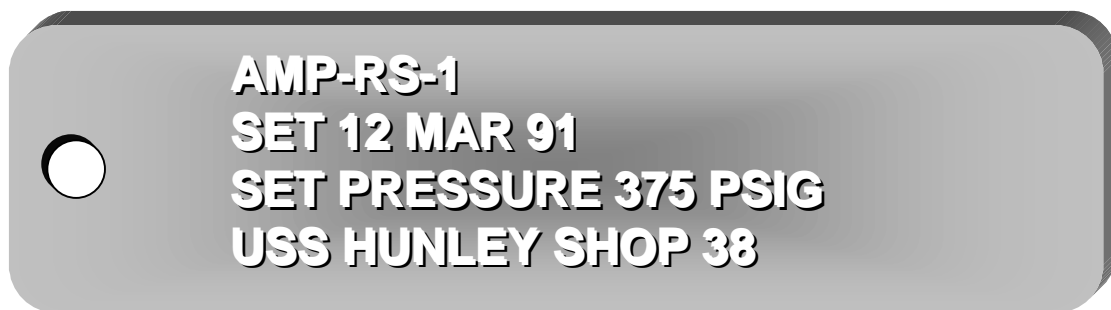 AMP-RS-1
SET 12 MAR 91
SET PRESSURE 375 PSIG
USS HUNLEY SHOP 38